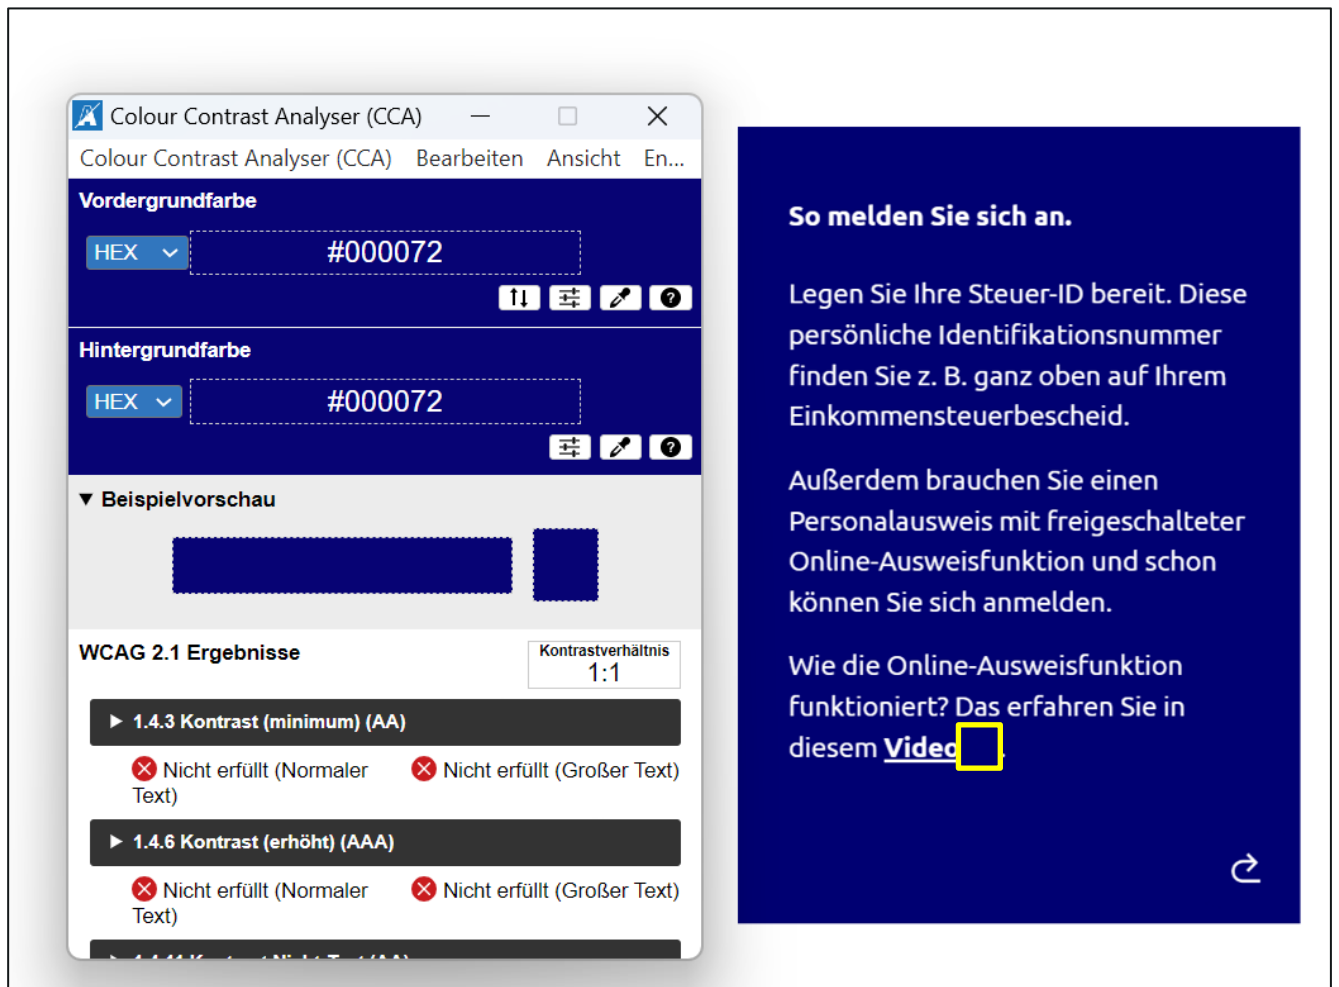 Colour Contrast Analyser (CCA)
Colour Contrast Analyser (CCA) Bearbeiten Ansicht En...
Vordergrundfarbe
HEX #000072
Hintergrundfarbe
HEX #000072
Beispielvorschau
WCAG 2.1 Ergebnisse
Kontrastverhältnis
1:1
1.4.3 Kontrast (minimum) (AA)
Nicht erfüllt (Normaler Text)
Nicht erfüllt (Großer Text)
1.4.6 Kontrast (erhöht) (AAA)
Nicht erfüllt (Normaler Text)
Nicht erfüllt (Großer Text)
So melden Sie sich an.
Legen Sie Ihre Steuer-ID bereit. Diese
persönliche Identifikationsnummer
finden Sie z. B. ganz oben auf Ihrem
Einkommensteuerbescheid.
Außerdem brauchen Sie einen
Personalausweis mit freigeschalteter
Online-Ausweisfunktion und schon
können Sie sich anmelden.
Wie die Online-Ausweisfunktion
funktioniert? Das erfahren Sie in
diesem Video .